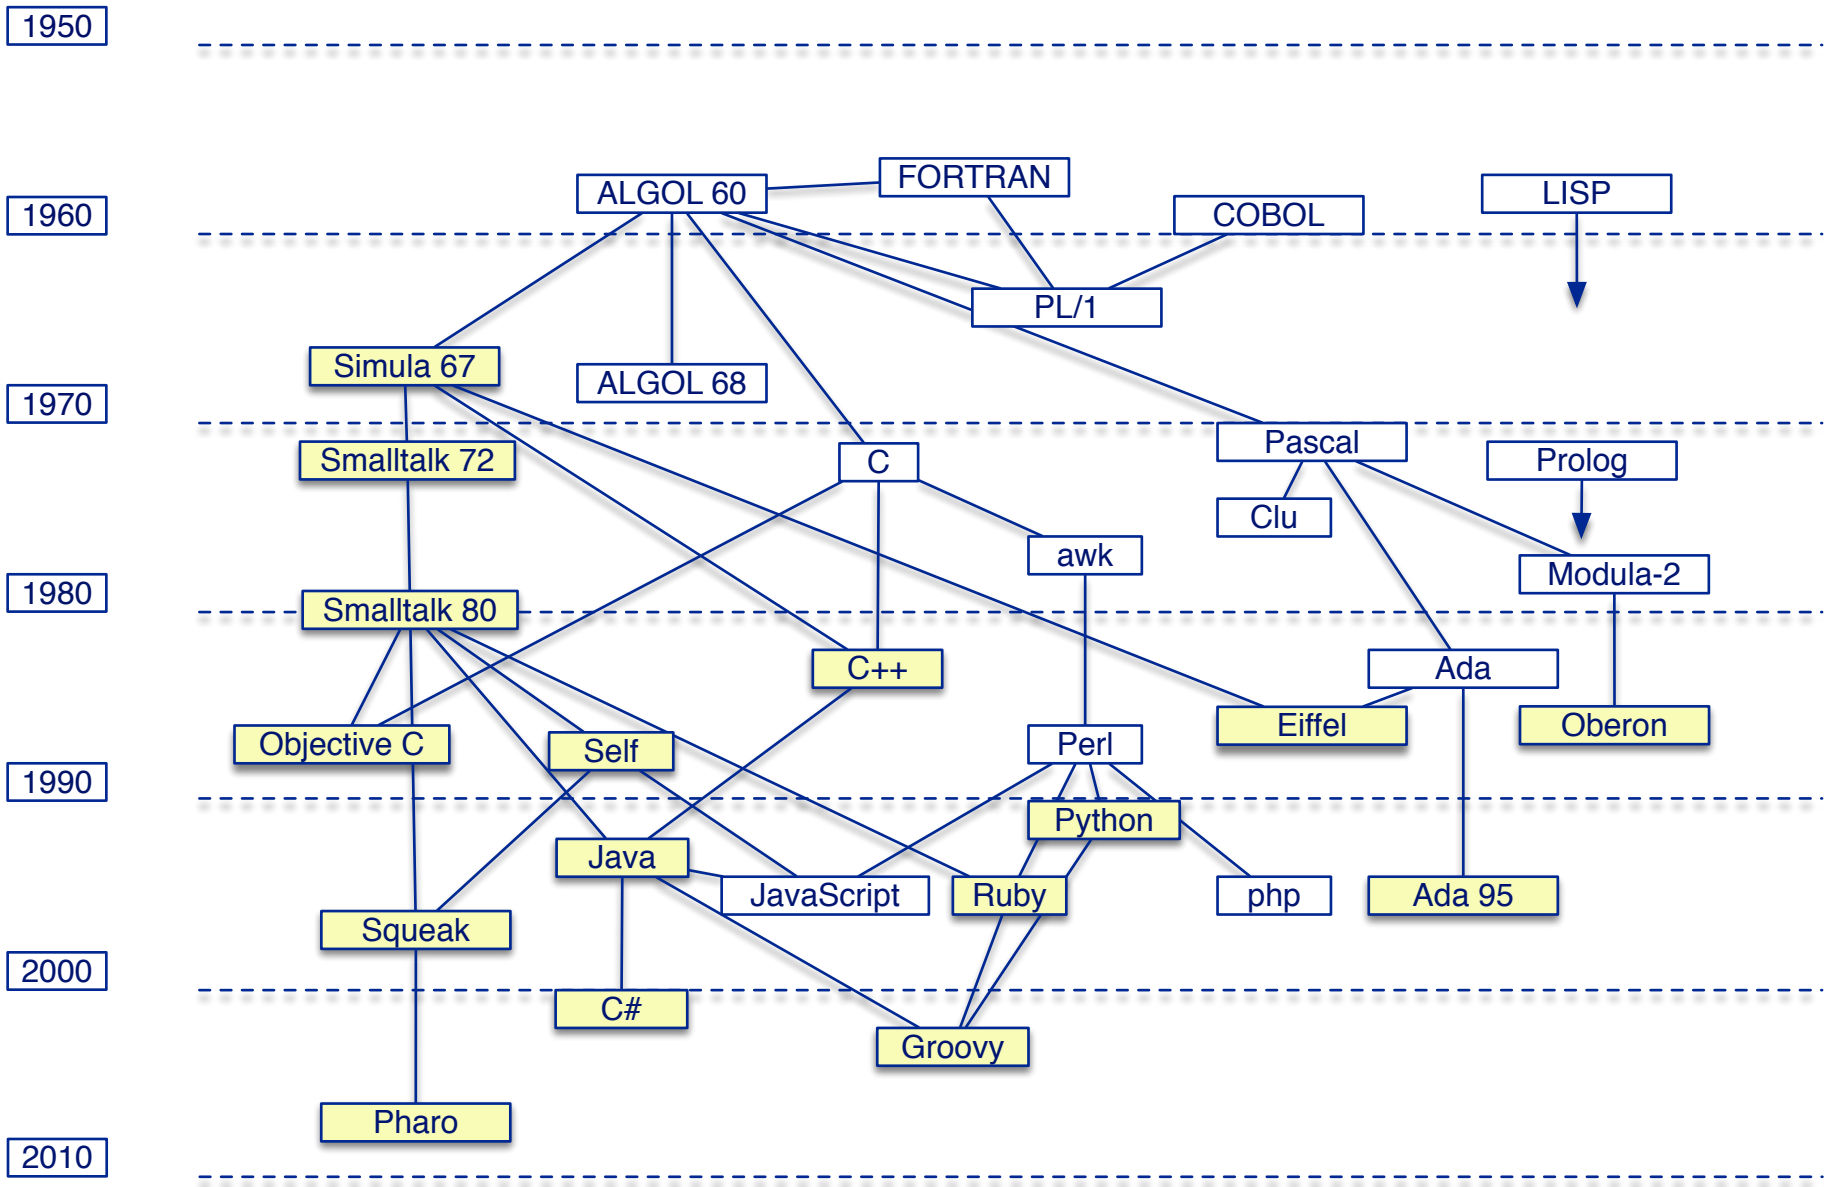 1950
FORTRAN
ALGOL 60
LISP
1960
COBOL
PL/1
Simula 67
ALGOL 68
1970
Pascal
Smalltalk 72
C
Prolog
Clu
awk
Modula-2
1980
Smalltalk 80
C++
Ada
Eiffel
Oberon
Objective C
Self
Perl
1990
Python
Java
JavaScript
Ruby
php
Ada 95
Squeak
2000
C#
Groovy
Pharo
2010